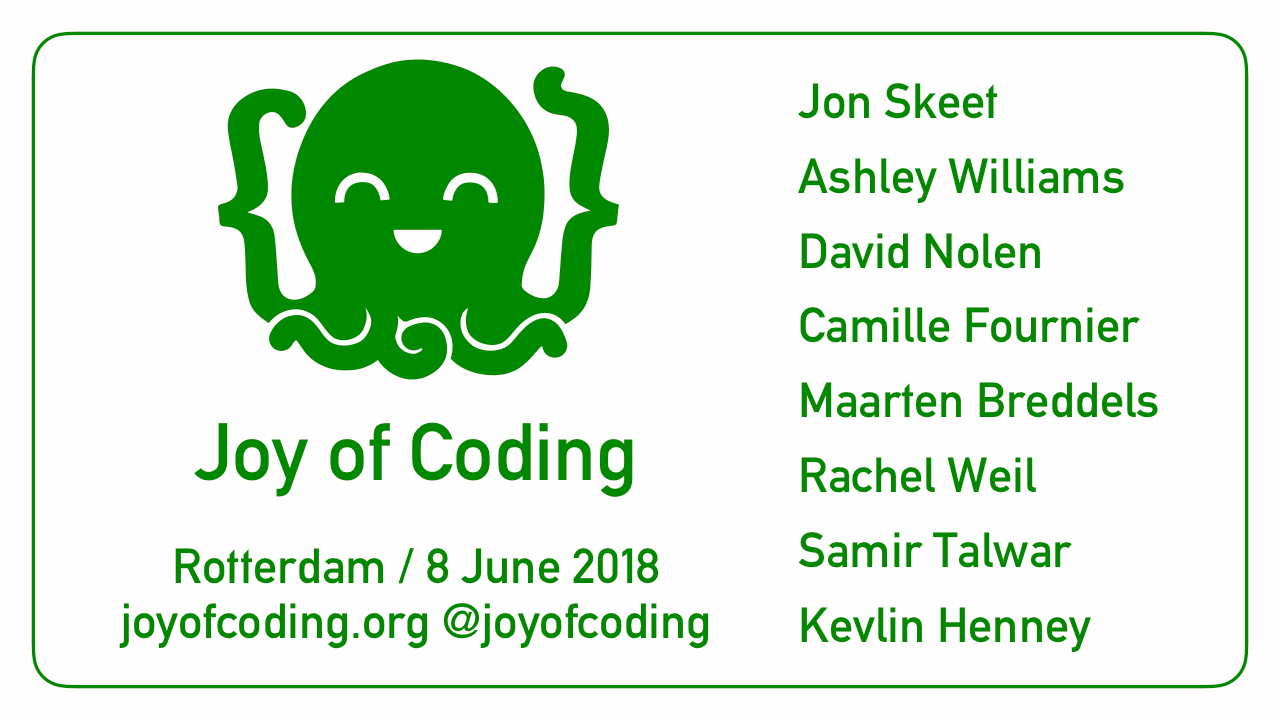 Joy of Coding
Rotterdam / 8 June 2018
joyofcoding.org @joyofcoding
Jon Skeet
Ashley Williams
David Nolen
Camille Fournier
Maarten Breddels
Rachel Weil
Samir Talwar
Kevlin Henney